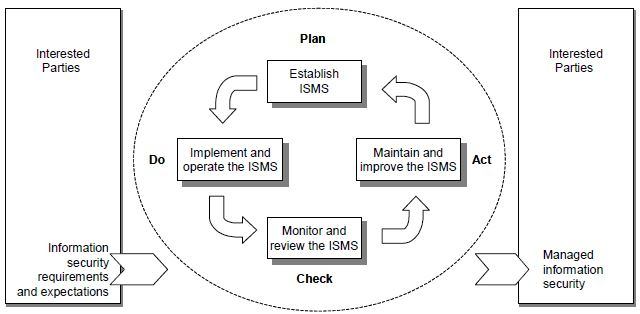 Interested
Parties
Information
security
requirements
and expectations
Plan
Establish
ISMS
Do
Implement and
operate the ISMS
Maintain and
improve the ISMS
Act
Monitor and
review the ISMS
Check
Interested
Parties
Managed
information
security